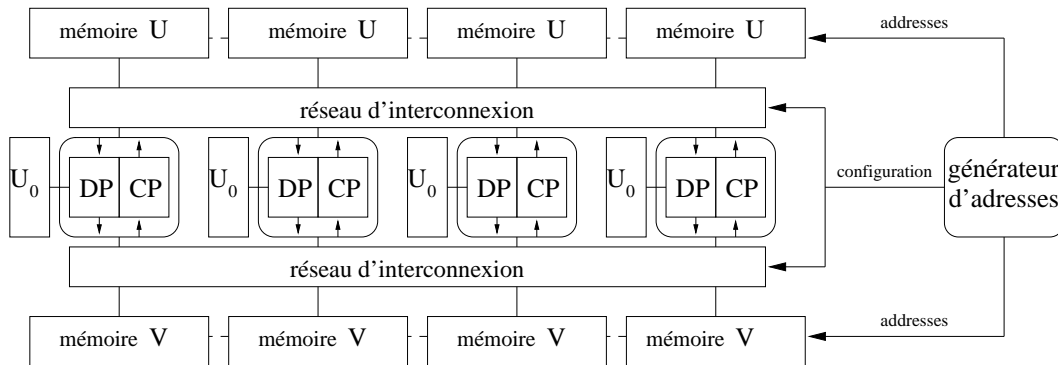 mémoire U
mémoire U
mémoire U
mémoire U
addresses
réseau d'interconnexion
U0
DP
CP
U0
DP
CP
U0
DP
CP
U0
DP
CP
configuration
générateur
d'adresses
réseau d'interconnexion
mémoire V
mémoire V
mémoire V
mémoire V
addresses